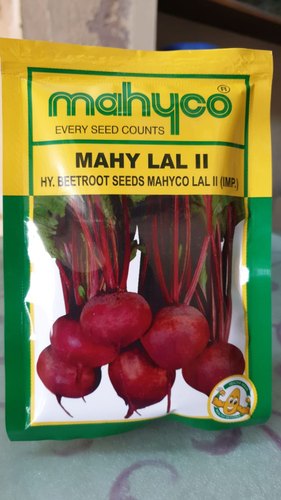 mahyco
EVERY SEED COUNTS
MAHY LAL II
HY. BEETROOT SEEDS MAHYCO LAL II (IMP.)